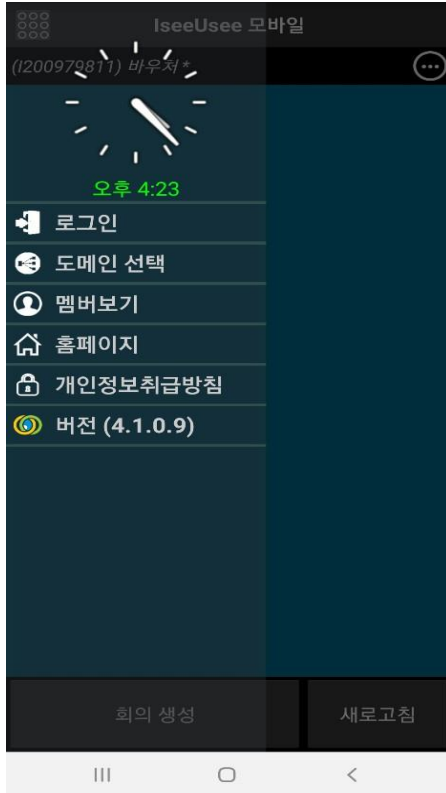 IseeUsee 모바일
(I200979811) 바우처*
오후 4:23
로그인
도메인 선택
멤버보기
홈페이지
개인정보취급방침
버전 (4.1.0.9)
회의 생성
새로고침